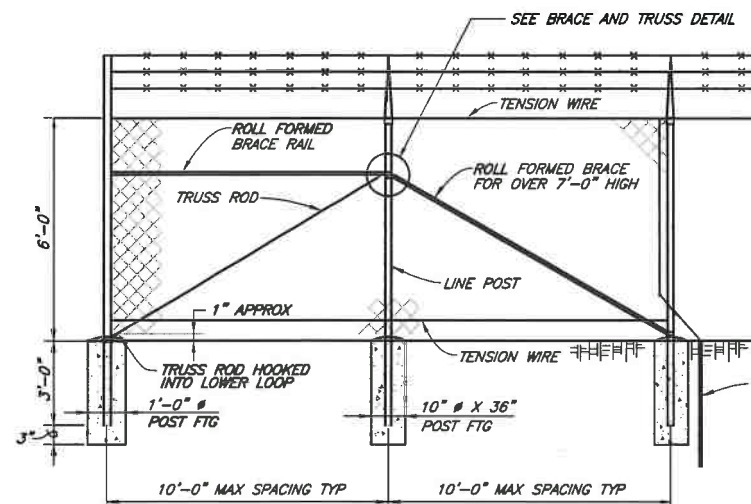 SEE BRACE AND TRUSS DETAIL
TENSION WIRE
ROLL FORMED
BRACE RAIL
ROLL FORMED BRACE
FOR OVER 7'-0" HIGH
TRUSS ROD
6'-0"
LINE POST
1" APPROX
TENSION WIRE
TRUSS ROD HOOKED
INTO LOWER LOOP
3'-0"
1'-0" ø
POST FTG
10" ø X 36"
POST FTG
3"
10'-0" MAX SPACING TYP
10'-0" MAX SPACING TYP